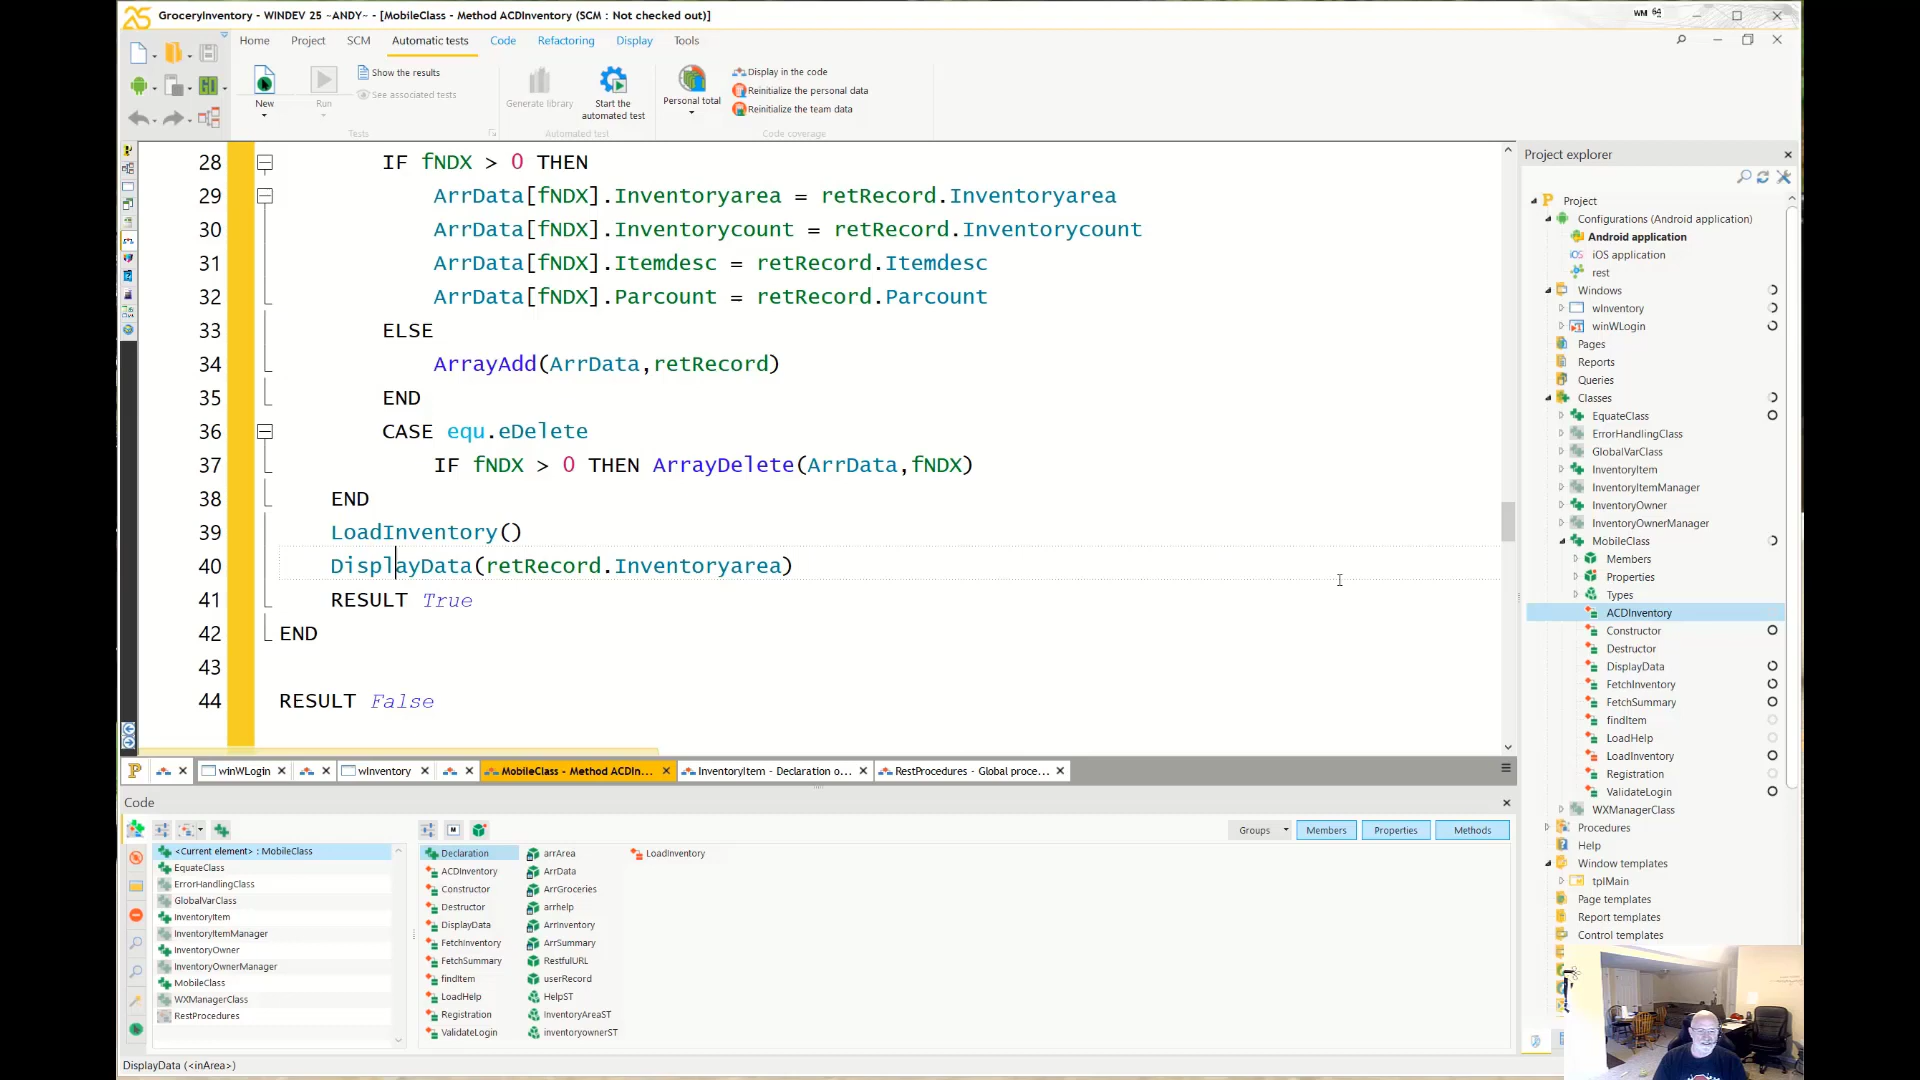 25 GroceryInventory - WINDEV 25 ~ANDY~ - [MobileClass - Method ACDInventory (SCM : Not checked out)]
WM 64
Home Project SCM Automatic tests Code Refactoring Display Tools
New
Run
Show the results
See associated tests
Tests
Generate library
Start the automated test
Automated test
Personal total
Display in the code
Reinitialize the personal data
Reinitialize the team data
Code coverage
28 IF fNDX > 0 THEN
29 ArrData[fNDX].Inventoryarea = retRecord.Inventoryarea
30 ArrData[fNDX].Inventorycount = retRecord.Inventorycount
31 ArrData[fNDX].Itemdesc = retRecord.Itemdesc
32 ArrData[fNDX].Parcount = retRecord.Parcount
33 ELSE
34 ArrayAdd(ArrData,retRecord)
35 END
36 CASE equ.eDelete
37 IF fNDX > 0 THEN ArrayDelete(ArrData,fNDX)
38 END
39 LoadInventory()
40 DisplayData(retRecord.Inventoryarea)
41 RESULT True
42 END
43
44 RESULT False
Project explorer
Project
Configurations (Android application)
Android application
iOS application
rest
Windows
wInventory
winWLogin
Pages
Reports
Queries
Classes
EquateClass
ErrorHandlingClass
GlobalVarClass
InventoryItem
InventoryItemManager
InventoryOwner
InventoryOwnerManager
MobileClass
Members
Properties
Types
ACDInventory
Constructor
Destructor
DisplayData
FetchInventory
FetchSummary
findItem
LoadHelp
LoadInventory
Registration
ValidateLogin
WXManagerClass
Procedures
Help
Window templates
tplMain
Page templates
Report templates
Control templates
winWLogin
wInventory
MobileClass - Method ACDIn...
InventoryItem - Declaration o...
RestProcedures - Global proce...
Code
Groups Members Properties Methods
<Current element> : MobileClass
EquateClass
ErrorHandlingClass
GlobalVarClass
InventoryItem
InventoryItemManager
InventoryOwner
InventoryOwnerManager
MobileClass
WXManagerClass
RestProcedures
Declaration
ACDInventory
Constructor
Destructor
DisplayData
FetchInventory
FetchSummary
findItem
LoadHelp
Registration
ValidateLogin
arrArea
ArrData
ArrGroceries
arrhelp
ArrInventory
ArrSummary
RestfulURL
userRecord
HelpST
InventoryAreaST
inventoryownerST
LoadInventory
DisplayData (<inArea>)